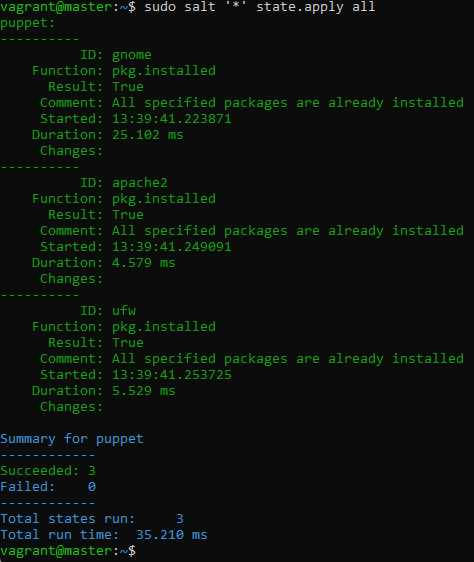 vagrant@master:~$ sudo salt '*' state.apply all
puppet:
----------
          ID: gnome
    Function: pkg.installed
      Result: True
     Comment: All specified packages are already installed
     Started: 13:39:41.223871
    Duration: 25.102 ms
     Changes:
----------
          ID: apache2
    Function: pkg.installed
      Result: True
     Comment: All specified packages are already installed
     Started: 13:39:41.249091
    Duration: 4.579 ms
     Changes:
----------
          ID: ufw
    Function: pkg.installed
      Result: True
     Comment: All specified packages are already installed
     Started: 13:39:41.253725
    Duration: 5.529 ms
     Changes:

Summary for puppet
------------
Succeeded: 3
Failed:    0
------------
Total states run:     3
Total run time:  35.210 ms
vagrant@master:~$